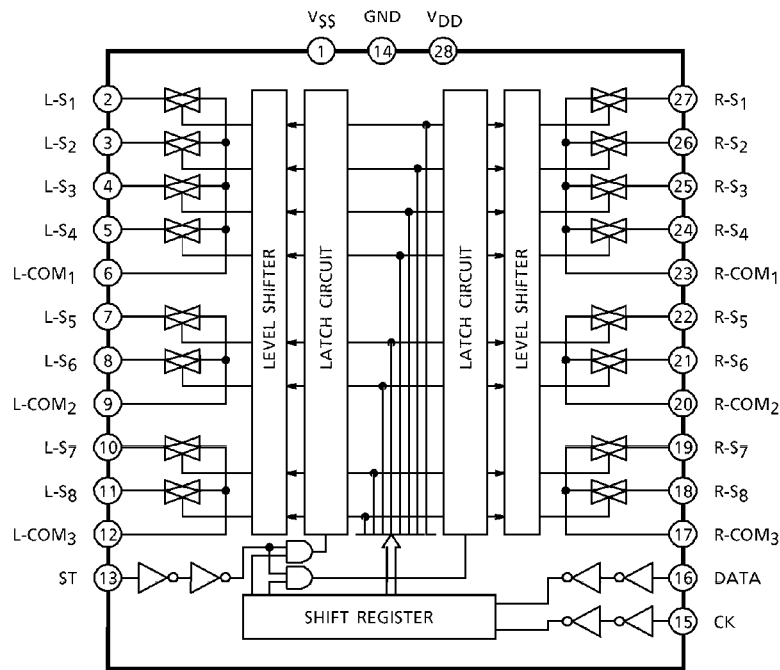 VSS GND VDD
1 14 28
L-S1 2 27 R-S1
L-S2 3 26 R-S2
L-S3 4 25 R-S3
L-S4 5 24 R-S4
L-COM1 6 23 R-COM1
L-S5 7 22 R-S5
L-S6 8 21 R-S6
L-COM2 9 20 R-COM2
L-S7 10 19 R-S7
L-S8 11 18 R-S8
L-COM3 12 17 R-COM3
ST 13 16 DATA
15 CK
LEVEL SHIFTER
LATCH CIRCUIT
LATCH CIRCUIT
LEVEL SHIFTER
SHIFT REGISTER